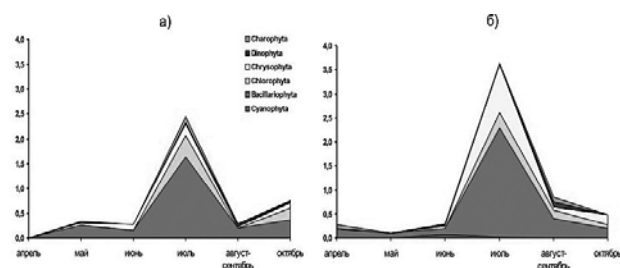 а)
4,0
3,5
3,0
2,5
2,0
1,5
1,0
0,5
0,0
Charophyta
Dinophyta
Chrysophyta
Chlorophyta
Bacillariophyta
Cyanophyta
апрель май июнь июль август-сентябрь октябрь
б)
4,0
3,5
3,0
2,5
2,0
1,5
1,0
0,5
0,0
апрель май июнь июль август-
сентябрь октябрь